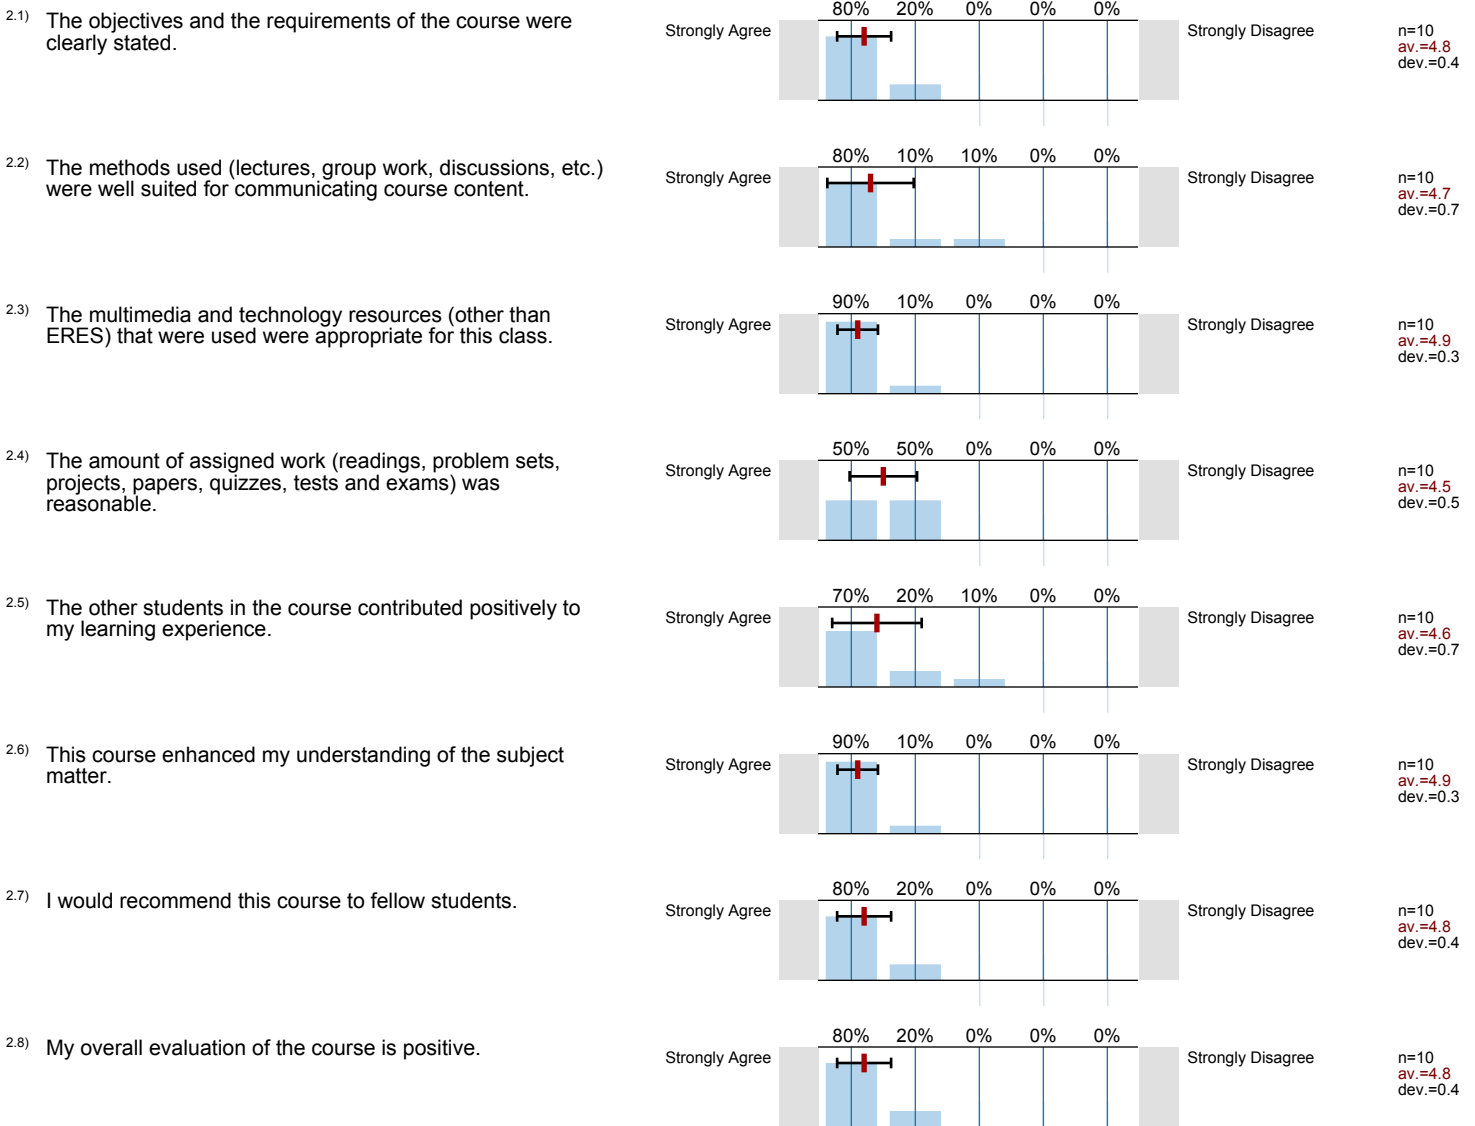 2.1) The objectives and the requirements of the course were
clearly stated.
Strongly Agree
80% 20% 0% 0% 0%
Strongly Disagree
n=10
av.=4.8
dev.=0.4
2.2) The methods used (lectures, group work, discussions, etc.)
were well suited for communicating course content.
Strongly Agree
80% 10% 10% 0% 0%
Strongly Disagree
n=10
av.=4.7
dev.=0.7
2.3) The multimedia and technology resources (other than
ERES) that were used were appropriate for this class.
Strongly Agree
90% 10% 0% 0% 0%
Strongly Disagree
n=10
av.=4.9
dev.=0.3
2.4) The amount of assigned work (readings, problem sets,
projects, papers, quizzes, tests and exams) was
reasonable.
Strongly Agree
50% 50% 0% 0% 0%
Strongly Disagree
n=10
av.=4.5
dev.=0.5
2.5) The other students in the course contributed positively to
my learning experience.
Strongly Agree
70% 20% 10% 0% 0%
Strongly Disagree
n=10
av.=4.6
dev.=0.7
2.6) This course enhanced my understanding of the subject
matter.
Strongly Agree
90% 10% 0% 0% 0%
Strongly Disagree
n=10
av.=4.9
dev.=0.3
2.7) I would recommend this course to fellow students.
Strongly Agree
80% 20% 0% 0% 0%
Strongly Disagree
n=10
av.=4.8
dev.=0.4
2.8) My overall evaluation of the course is positive.
Strongly Agree
80% 20% 0% 0% 0%
Strongly Disagree
n=10
av.=4.8
dev.=0.4